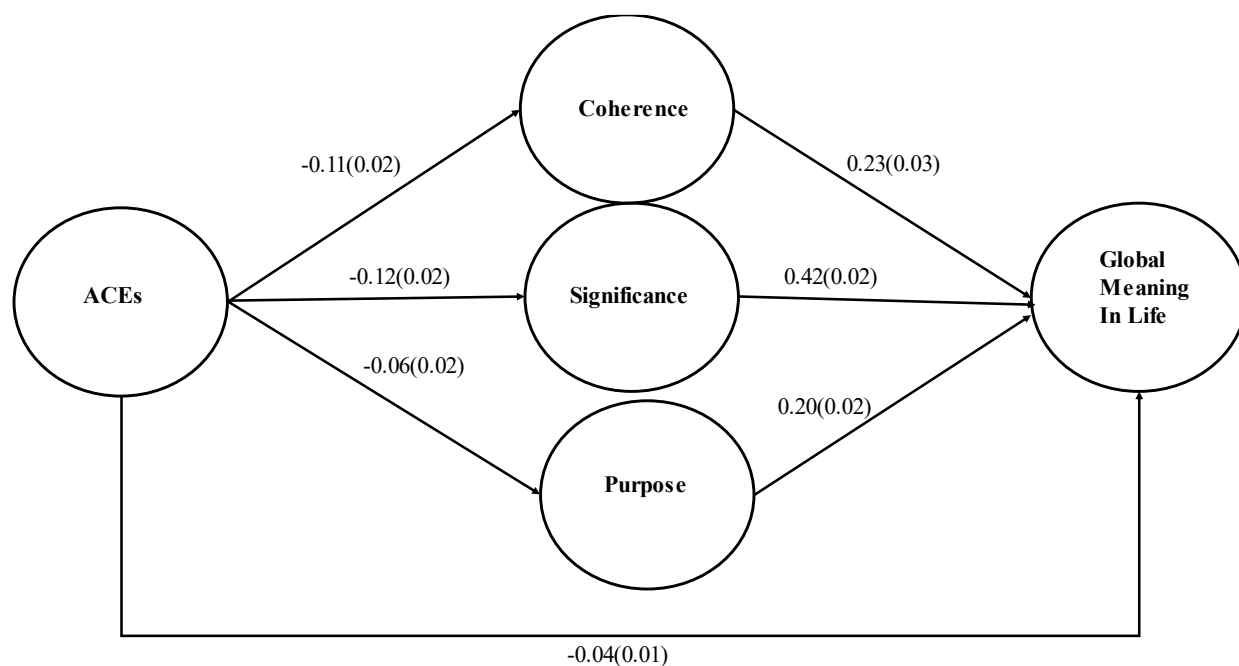 Coherence
-0.11(0.02)
0.23(0.03)
ACEs
-0.12(0.02)
Significance
0.42(0.02)
Global
Meaning
In Life
-0.06(0.02)
0.20(0.02)
Purpose
-0.04(0.01)